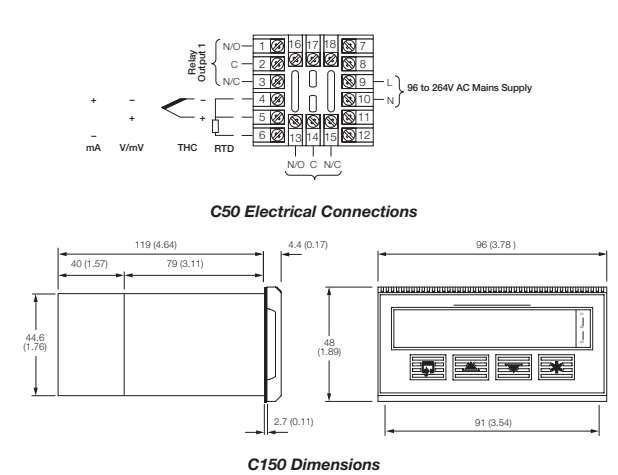 Relay
Output 1
N/O 1 16 17 18 7
C 2 8
N/C 3 9 L
96 to 264V AC Mains Supply
+ – – 4 10 N
+ + 5 11
– 6 12
mA V/mV THC RTD 13 14 15
N/O C N/C
C50 Electrical Connections
119 (4.64) 4.4 (0.17) 96 (3.78 )
40 (1.57) 79 (3.11)
44.6
(1.76)
48
(1.89)
2.7 (0.11) 91 (3.54)
C150 Dimensions